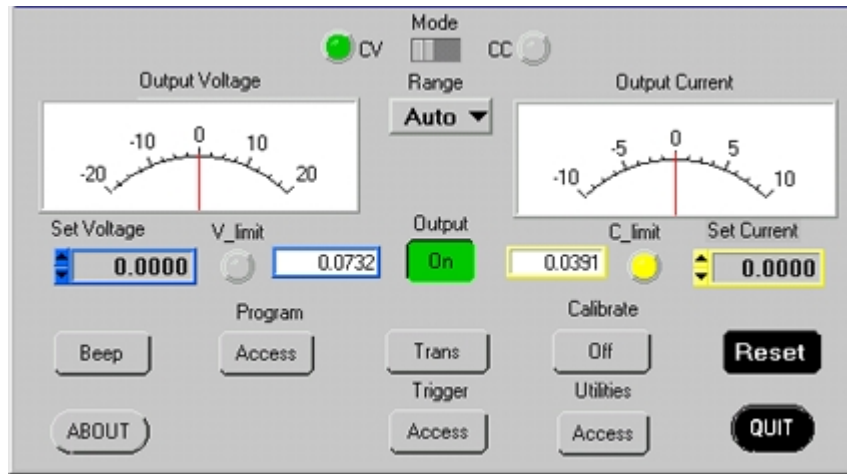 Mode
CV CC
Output Voltage Range Output Current
Auto
-20 -10 0 10 20
-10 -5 0 5 10
Set Voltage V_limit Output C_limit Set Current
0.0000 0.0732 On 0.0391 0.0000
Program Calibrate
Beep Access Trans Off Reset
Trigger Utilities
ABOUT Access Access QUIT